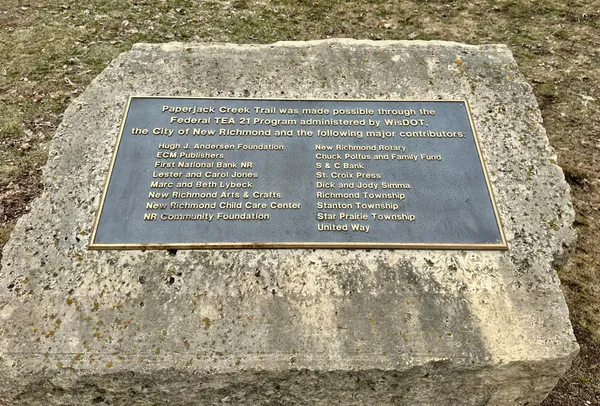 Paperjack Creek Trail was made possible through the
Federal TEA 21 Program administered by WisDOT,
the City of New Richmond and the following major contributors:
Hugh J. Andersen Foundation
ECM Publishers
First National Bank NR
Lester and Carol Jones
Marc and Beth Lybeck
New Richmond Arts & Crafts
New Richmond Child Care Center
NR Community Foundation
New Richmond Rotary
Chuck Polfus and Family Fund
S & C Bank
St. Croix Press
Dick and Jody Simma
Richmond Township
Stanton Township
Star Prairie Township
United Way